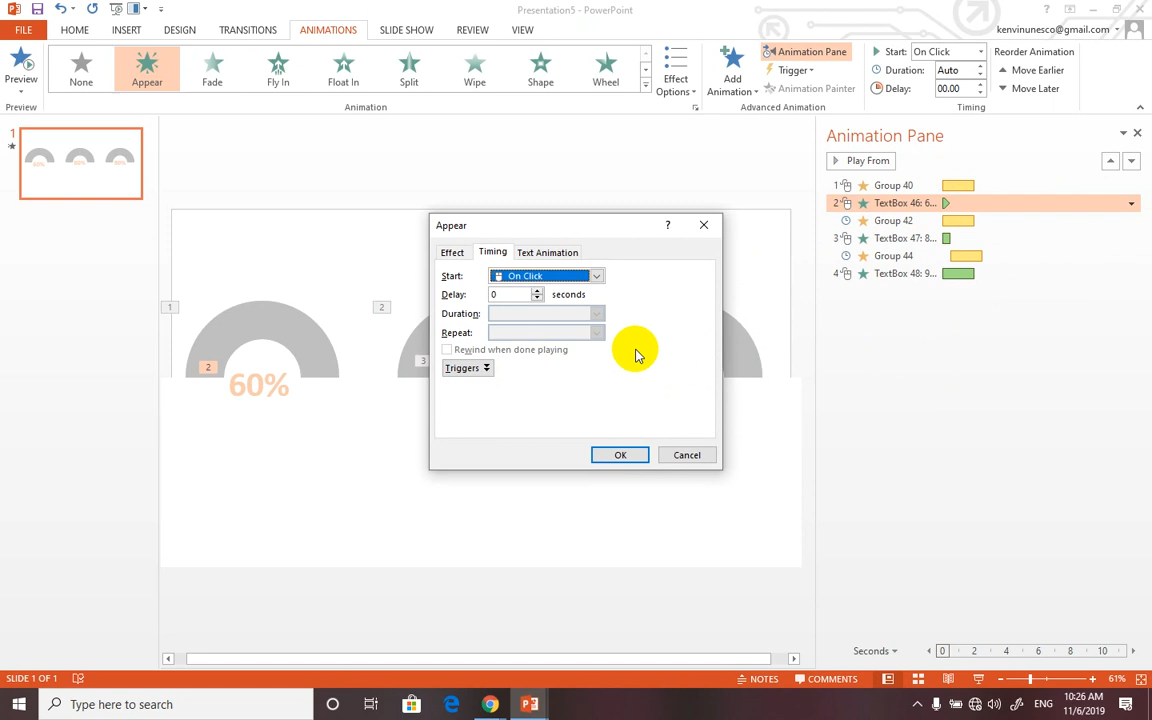 Presentation5 - PowerPoint
FILE HOME INSERT DESIGN TRANSITIONS ANIMATIONS SLIDE SHOW REVIEW VIEW
kenvinunesco@gmail.com
Preview
None
Appear
Fade
Fly In
Float In
Split
Wipe
Shape
Wheel
Effect
Options
Add
Animation
Animation Pane
Trigger
Animation Painter
Start: On Click
Duration: Auto
Delay: 00.00
Reorder Animation
Move Earlier
Move Later
Preview
Animation
Advanced Animation
Timing
1
60% 80%
Animation Pane
Play From
1 Group 40
2 TextBox 46: 6...
Group 42
3 TextBox 47: 8...
Group 44
4 TextBox 48: 9...
Appear
?
Effect Timing Text Animation
Start: On Click
Delay: 0 seconds
Duration:
Repeat:
Rewind when done playing
Triggers
OK Cancel
1
2
2
3
60%
Seconds 0 2 4 6 8 10
SLIDE 1 OF 1
NOTES COMMENTS
61%
Type here to search
ENG
10:26 AM
11/6/2019